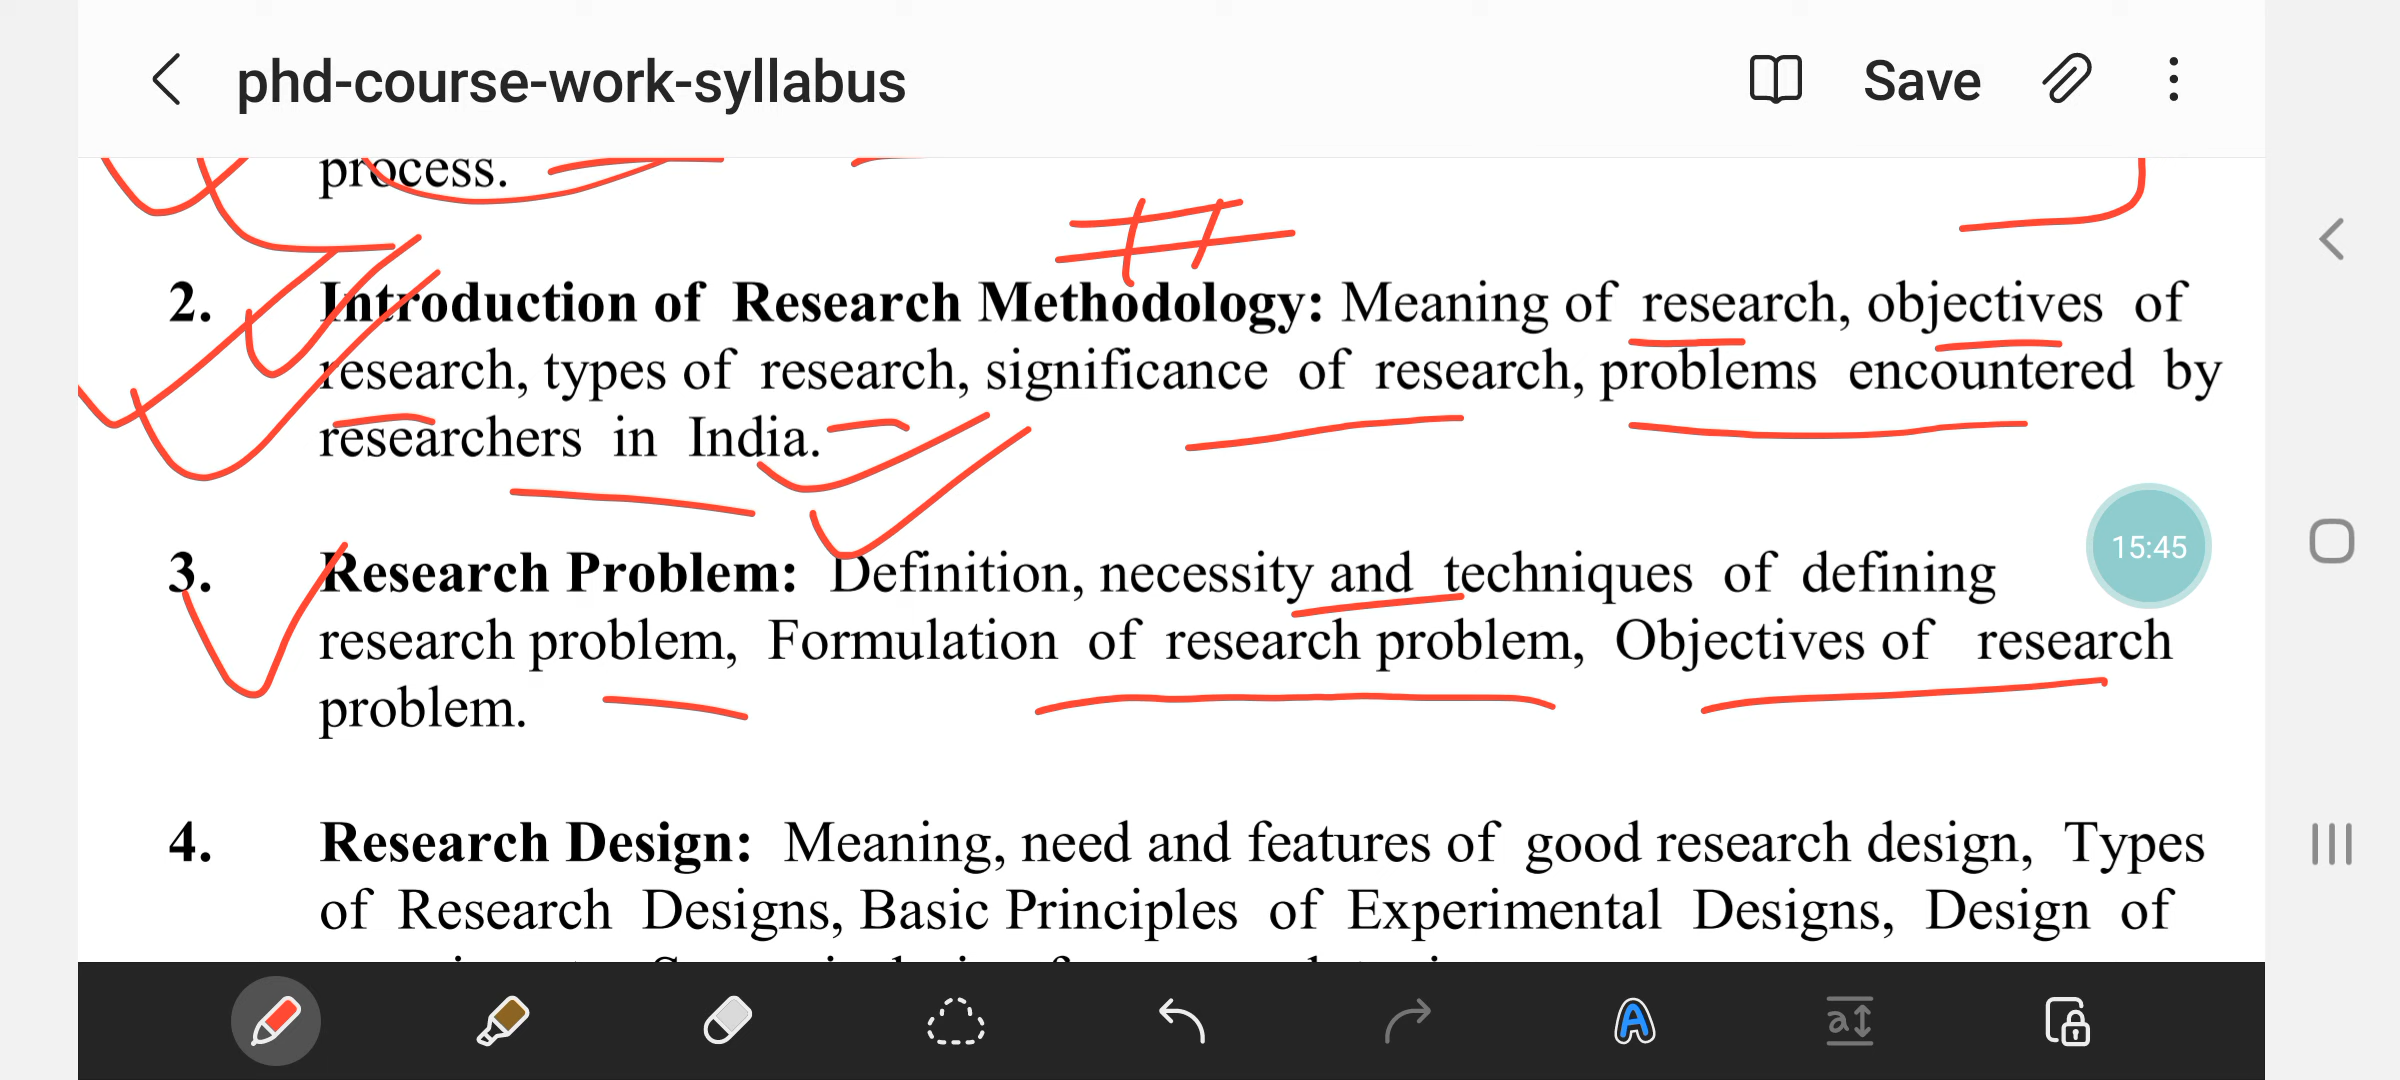 phd-course-work-syllabus
Save
process.
2. Introduction of Research Methodology: Meaning of research, objectives of
research, types of research, significance of research, problems encountered by
researchers in India.
15:45
3. Research Problem: Definition, necessity and techniques of defining
research problem, Formulation of research problem, Objectives of research
problem.
4. Research Design: Meaning, need and features of good research design, Types
of Research Designs, Basic Principles of Experimental Designs, Design of